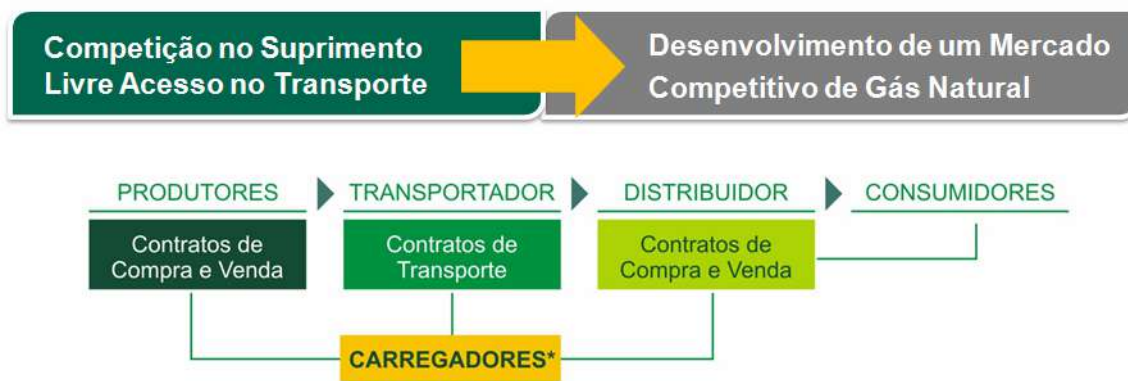 Competição no Suprimento
Livre Acesso no Transporte
Desenvolvimento de um Mercado
Competitivo de Gás Natural
PRODUTORES
TRANSPORTADOR
DISTRIBUIDOR
CONSUMIDORES
Contratos de
Compra e Venda
Contratos de
Transporte
Contratos de
Compra e Venda
CARREGADORES*